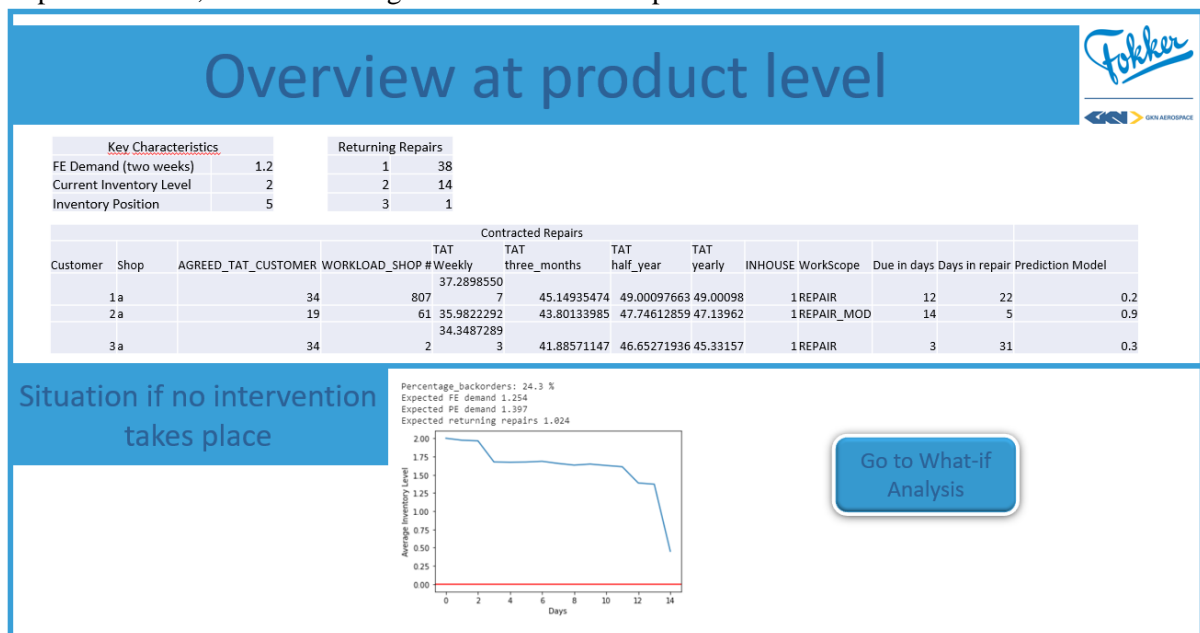 Overview at product level
Fokker
GKN AEROSPACE
Key Characteristics
FE Demand (two weeks) 1.2
Current Inventory Level 2
Inventory Position 5
Returning Repairs
1 38
2 14
3 1
Contracted Repairs
Customer Shop AGREED_TAT_CUSTOMER WORKLOAD_SHOP # TAT Weekly TAT three_months TAT half_year TAT yearly INHOUSE WorkScope Due in days Days in repair Prediction Model
1 a 34 807 37.2898550 7 45.14935474 49.00097663 49.00098 1 REPAIR 12 22 0.2
2 a 19 61 35.9822292 43.80133985 47.74612859 47.13962 1 REPAIR_MOD 14 5 0.9
3 a 34 2 34.3487289 3 41.88571147 46.65271936 45.33157 1 REPAIR 3 31 0.3
Situation if no intervention
takes place
Percentage_backorders: 24.3 %
Expected FE demand 1.254
Expected PE demand 1.397
Expected returning repairs 1.024
2.00
1.75
1.50
1.25
1.00
0.75
0.50
0.25
0.00
Average Inventory Level
0 2 4 6 8 10 12 14
Days
Go to What-if
Analysis